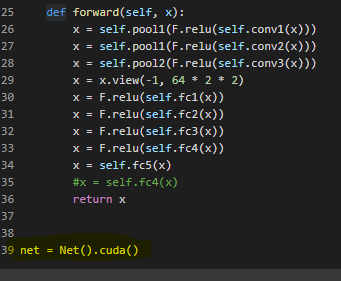 25 def forward(self, x):
26 x = self.pool1(F.relu(self.conv1(x)))
27 x = self.pool1(F.relu(self.conv2(x)))
28 x = self.pool2(F.relu(self.conv3(x)))
29 x = x.view(-1, 64 * 2 * 2)
30 x = F.relu(self.fc1(x))
31 x = F.relu(self.fc2(x))
32 x = F.relu(self.fc3(x))
33 x = F.relu(self.fc4(x))
34 x = self.fc5(x)
35 #x = self.fc4(x)
36 return x
37
38
39 net = Net().cuda()